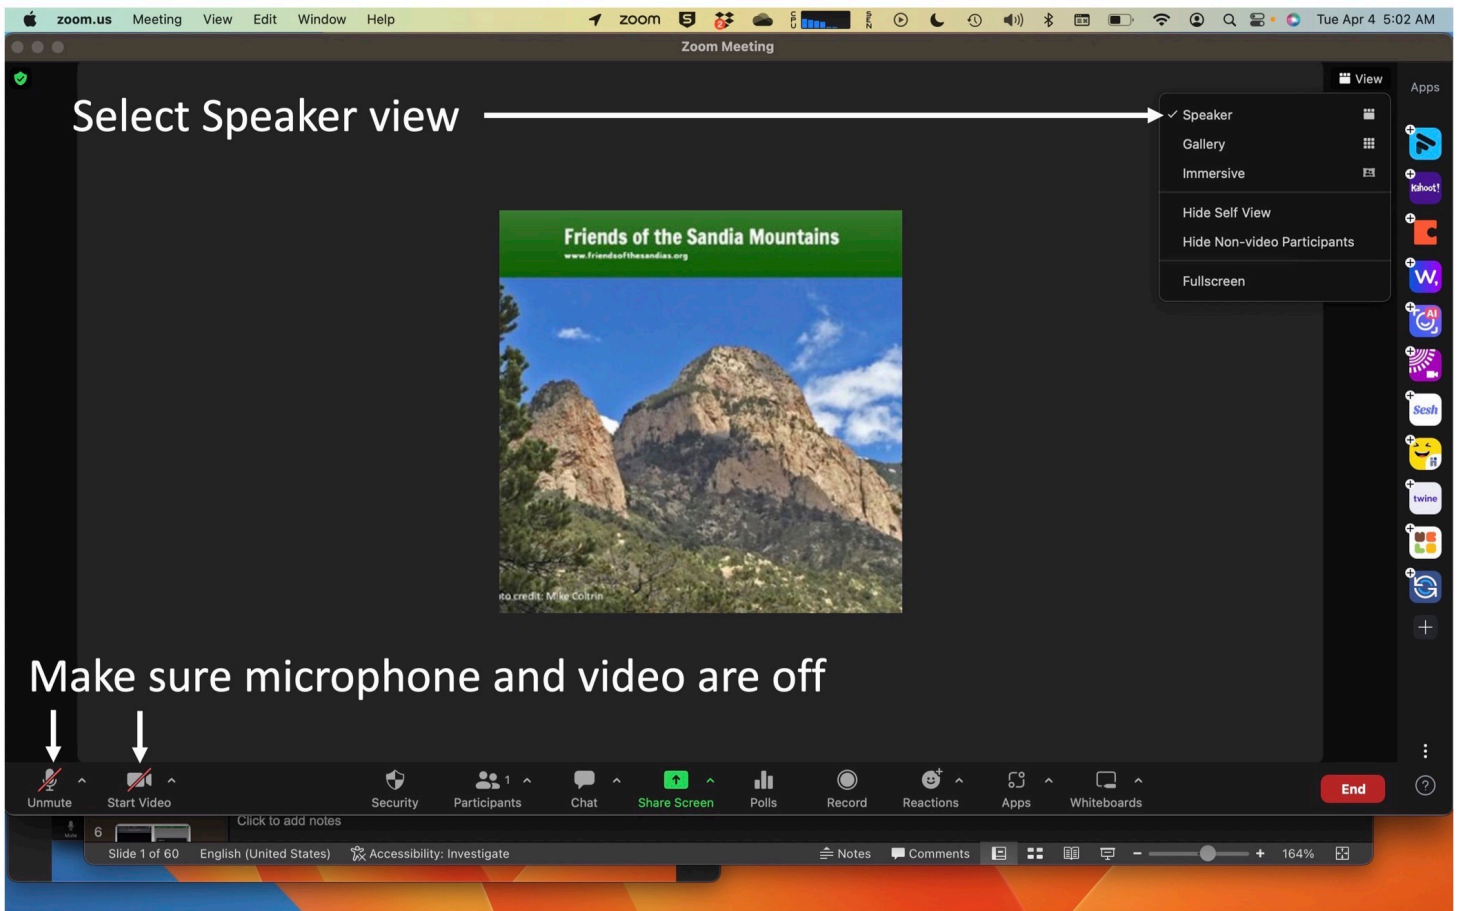 zoom.us Meeting View Edit Window Help zoom Tue Apr 4 5:02 AM
Zoom Meeting
View
Apps
Select Speaker view
Speaker
Gallery
Immersive
Hide Self View
Hide Non-video Participants
Fullscreen
Kahoot!
W,
AI
Sesh
twine
Friends of the Sandia Mountains
www.friendsofthesandias.org
to credit: Mike Coltrin
Make sure microphone and video are off
Unmute Start Video Security Participants 1 Chat Share Screen Polls Record Reactions Apps Whiteboards End
6 Click to add notes
Slide 1 of 60 English (United States) Accessibility: Investigate Notes Comments 164%